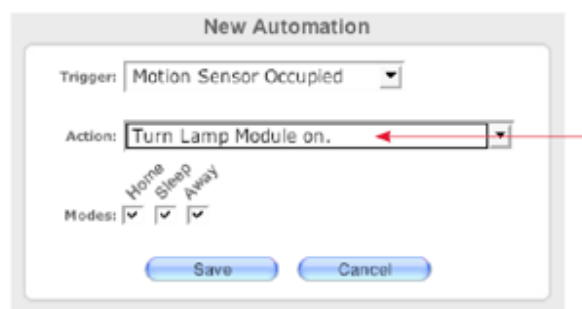 New Automation
Trigger: Motion Sensor Occupied
Action: Turn Lamp Module on.
Home Sleep Away
Modes:
Save Cancel